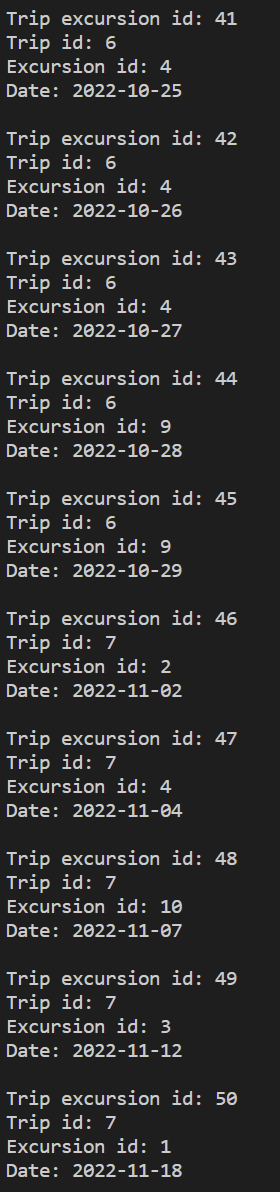 Trip excursion id: 41
Trip id: 6
Excursion id: 4
Date: 2022-10-25
Trip excursion id: 42
Trip id: 6
Excursion id: 4
Date: 2022-10-26
Trip excursion id: 43
Trip id: 6
Excursion id: 4
Date: 2022-10-27
Trip excursion id: 44
Trip id: 6
Excursion id: 9
Date: 2022-10-28
Trip excursion id: 45
Trip id: 6
Excursion id: 9
Date: 2022-10-29
Trip excursion id: 46
Trip id: 7
Excursion id: 2
Date: 2022-11-02
Trip excursion id: 47
Trip id: 7
Excursion id: 4
Date: 2022-11-04
Trip excursion id: 48
Trip id: 7
Excursion id: 10
Date: 2022-11-07
Trip excursion id: 49
Trip id: 7
Excursion id: 3
Date: 2022-11-12
Trip excursion id: 50
Trip id: 7
Excursion id: 1
Date: 2022-11-18